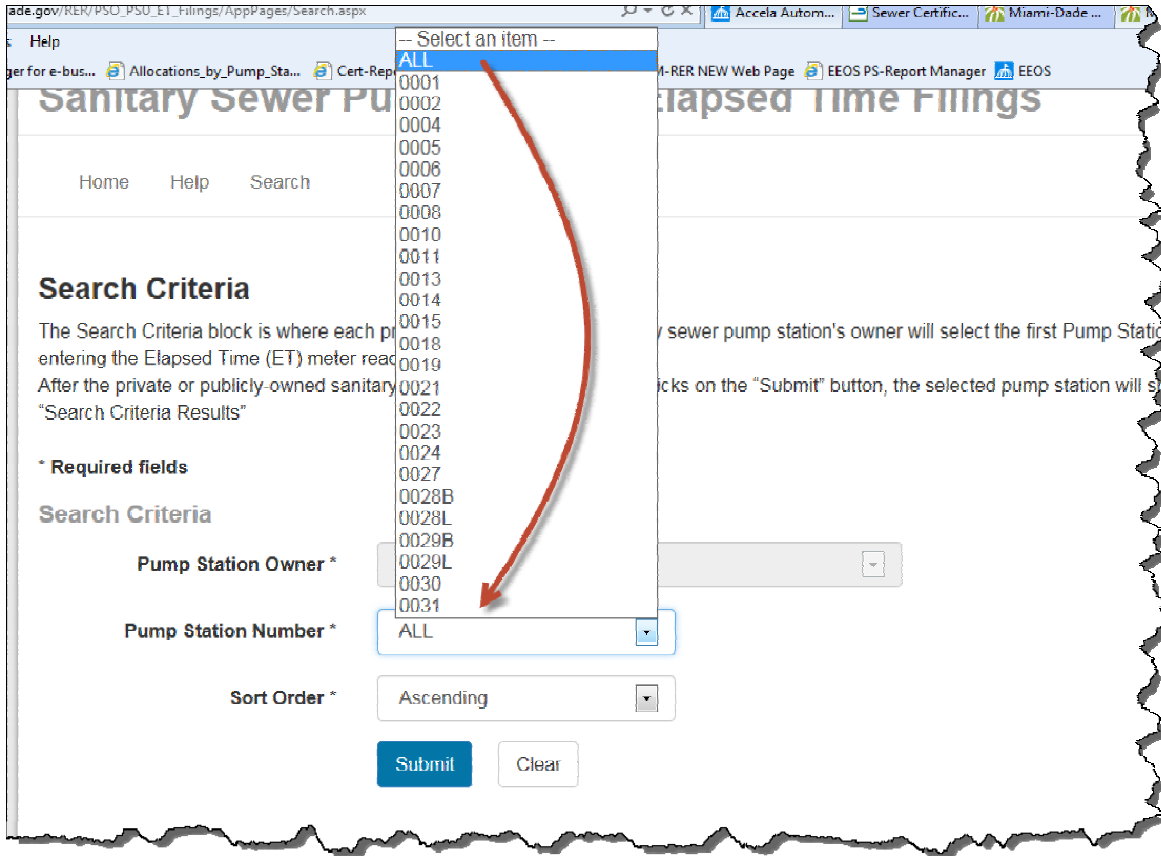 ade.gov/RER/PSO_PSU_ET_Filings/AppPages/Search.aspx
Accela Autom... Sewer Certific... Miami-Dade ...
Help
ger for e-bus... Allocations_by_Pump_Sta... Cert-Rep M-RER NEW Web Page EEOS PS-Report Manager EEOS
Sanitary Sewer Pu Elapsed Time Filings
Home Help Search
-- Select an item --
ALL
0001
0002
0004
0005
0006
0007
0008
0010
0011
0013
0014
0015
0018
0019
0021
0022
0023
0024
0027
0028B
0028L
0029B
0029L
0030
0031
Search Criteria
The Search Criteria block is where each pr y sewer pump station's owner will select the first Pump Static
entering the Elapsed Time (ET) meter reac
After the private or publicly-owned sanitary icks on the “Submit” button, the selected pump station will s
“Search Criteria Results”
* Required fields
Search Criteria
Pump Station Owner *
Pump Station Number * ALL
Sort Order * Ascending
Submit Clear